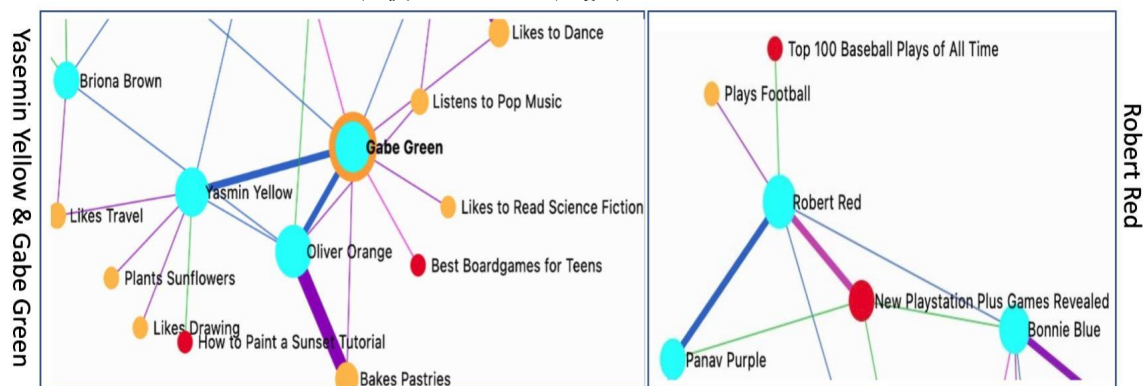 Yasemin Yellow & Gabe Green
Likes to Dance
Briona Brown
Listens to Pop Music
Gabe Green
Yasmin Yellow
Likes to Read Science Fiction
Likes Travel
Oliver Orange
Best Boardgames for Teens
Plants Sunflowers
Likes Drawing
How to Paint a Sunset Tutorial
Bakes Pastries
Top 100 Baseball Plays of All Time
Plays Football
Robert Red
New Playstation Plus Games Revealed
Bonnie Blue
Panav Purple
Robert Red